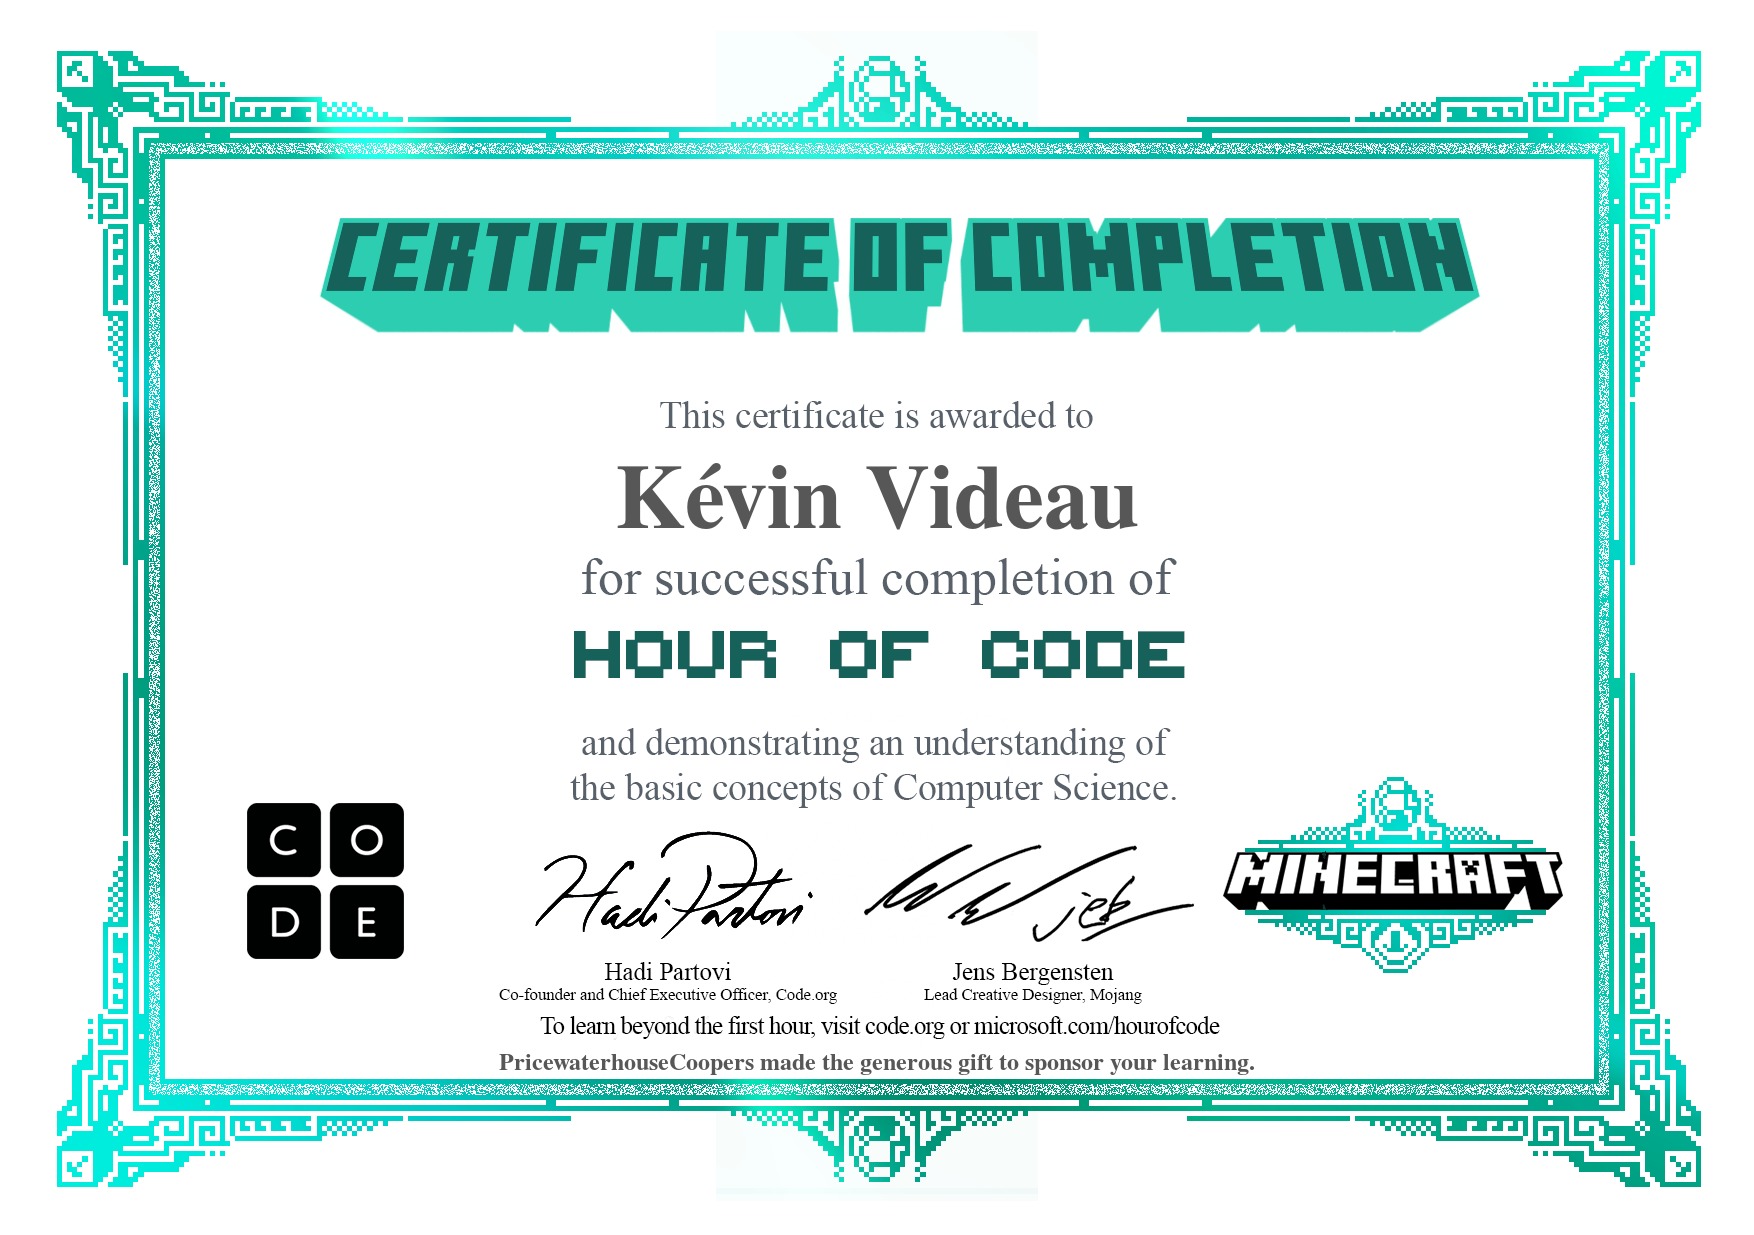 CERTIFICATE OF COMPLETION
This certificate is awarded to
Kévin Videau
for successful completion of
HOUR OF CODE
and demonstrating an understanding of
the basic concepts of Computer Science.
C O
D E
Hadi Partovi
jeb
MINECRAFT
Hadi Partovi
Co-founder and Chief Executive Officer, Code.org
Jens Bergensten
Lead Creative Designer, Mojang
To learn beyond the first hour, visit code.org or microsoft.com/hourofcode
PricewaterhouseCoopers made the generous gift to sponsor your learning.